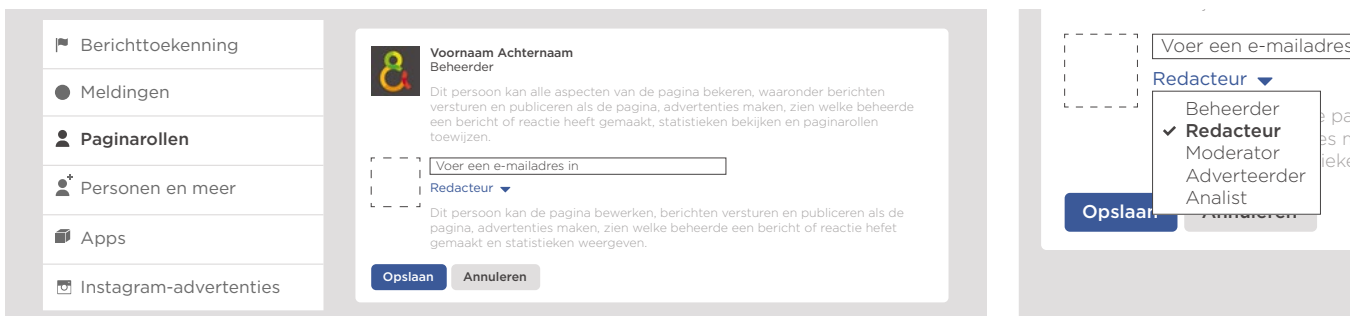 Berichttoekenning
Meldingen
Paginarollen
Personen en meer
Apps
Instagram-advertenties
Voornaam Achternaam
Beheerder
Dit persoon kan alle aspecten van de pagina bekeren, waaronder berichten
versturen en publiceren als de pagina, advertenties maken, zien welke beheerde
een bericht of reactie heeft gemaakt, statistieken bekijken en paginarollen
toewijzen.
Voer een e-mailadres in
Redacteur
Dit persoon kan de pagina bewerken, berichten versturen en publiceren als de
pagina, advertenties maken, zien welke beheerde een bericht of reactie hefet
gemaakt en statistieken weergeven.
Opslaan Annuleren
Voer een e-mailadres
Redacteur
Beheerder
Redacteur
Moderator
Adverteerder
Analist
Opslaan Annuleren